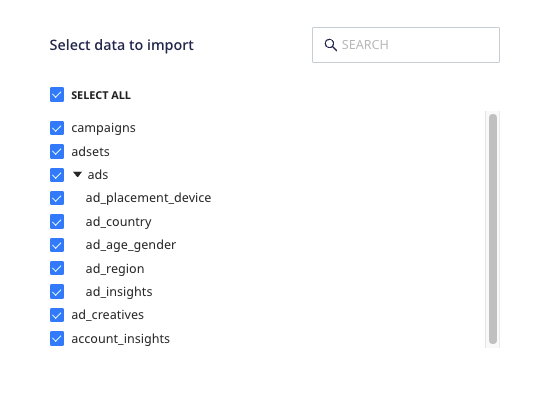 Select data to import
SEARCH
SELECT ALL
campaigns
adsets
ads
ad_placement_device
ad_country
ad_age_gender
ad_region
ad_insights
ad_creatives
account_insights